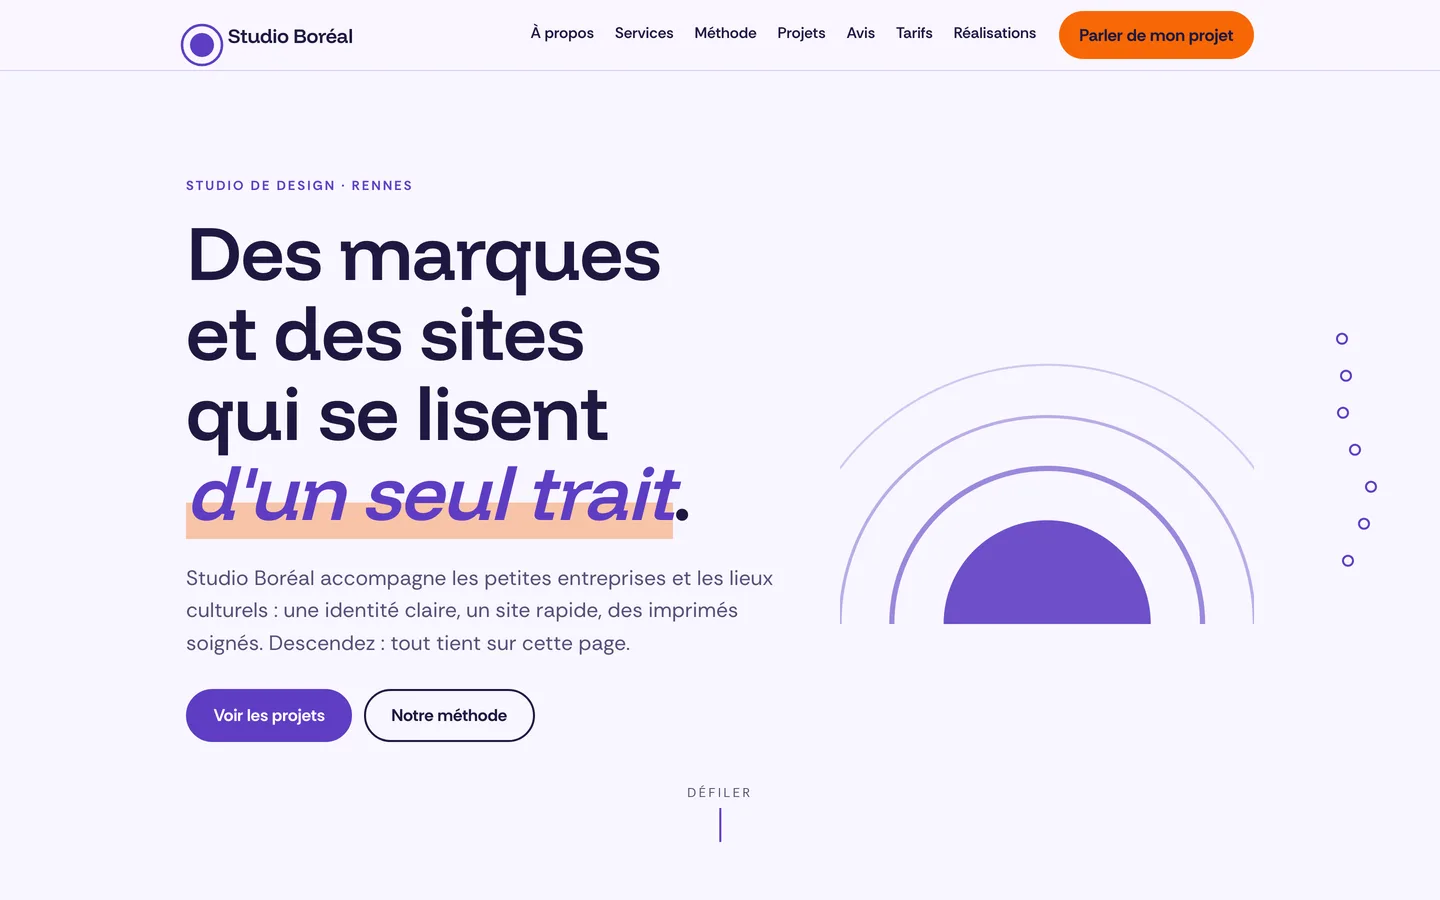 Studio Boréal
À propos
Services
Méthode
Projets
Avis
Tarifs
Réalisations
Parler de mon projet
STUDIO DE DESIGN · RENNES
Des marques
et des sites
qui se lisent
d'un seul trait.
Studio Boréal accompagne les petites entreprises et les lieux
culturels : une identité claire, un site rapide, des imprimés
soignés. Descendez : tout tient sur cette page.
Voir les projets
Notre méthode
DÉFILER